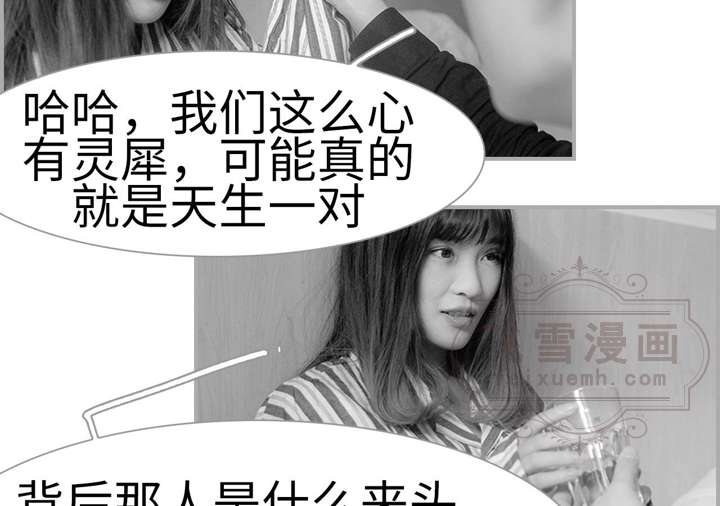 哈哈，我们这么心
有灵犀，可能真的
就是天生一对
雪漫画
ixuemh.com
背后那人是什么来头